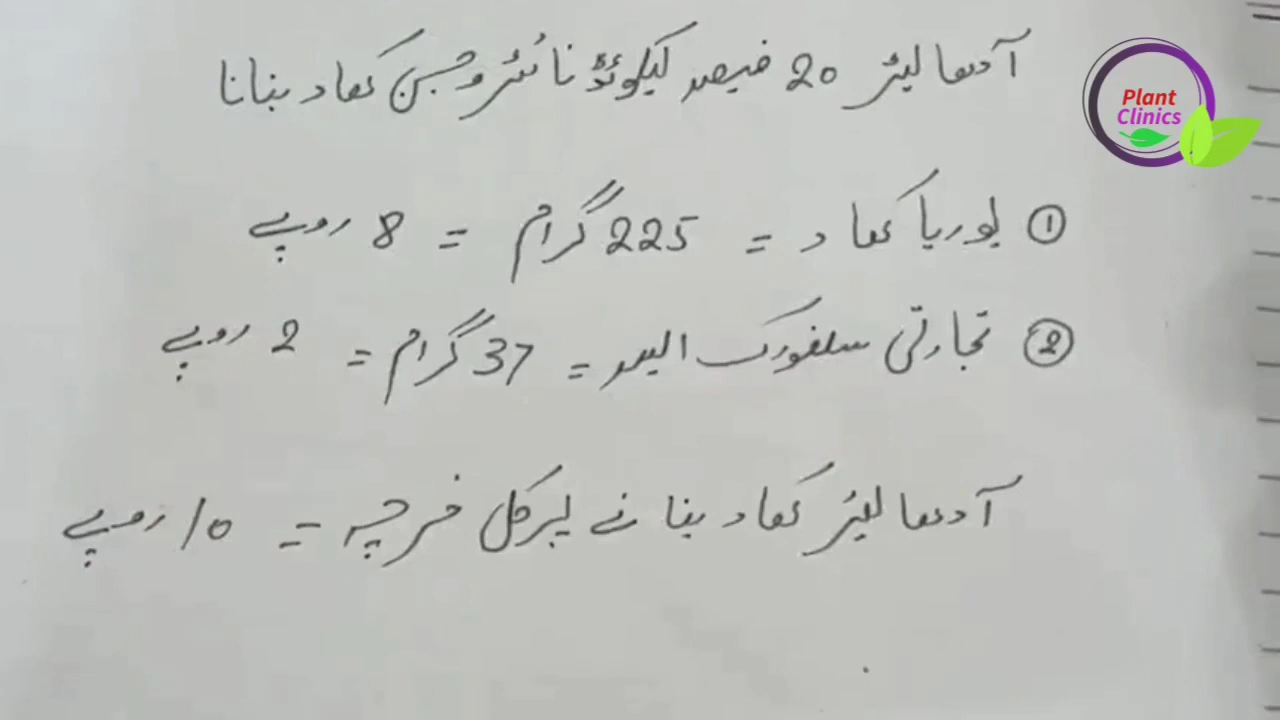 آدھا لیٹر 20 فیصد لیکوئڈ نائٹروجن کھاد بنانا
Plant
Clinics
① یوریا کھاد = 225 گرام = 8 روپے
② تجارتی سلفیورک ایسڈ = 37 گرام = 2 روپے
آدھا لیٹر کھاد بنانے پر کل خرچہ = 10 روپے